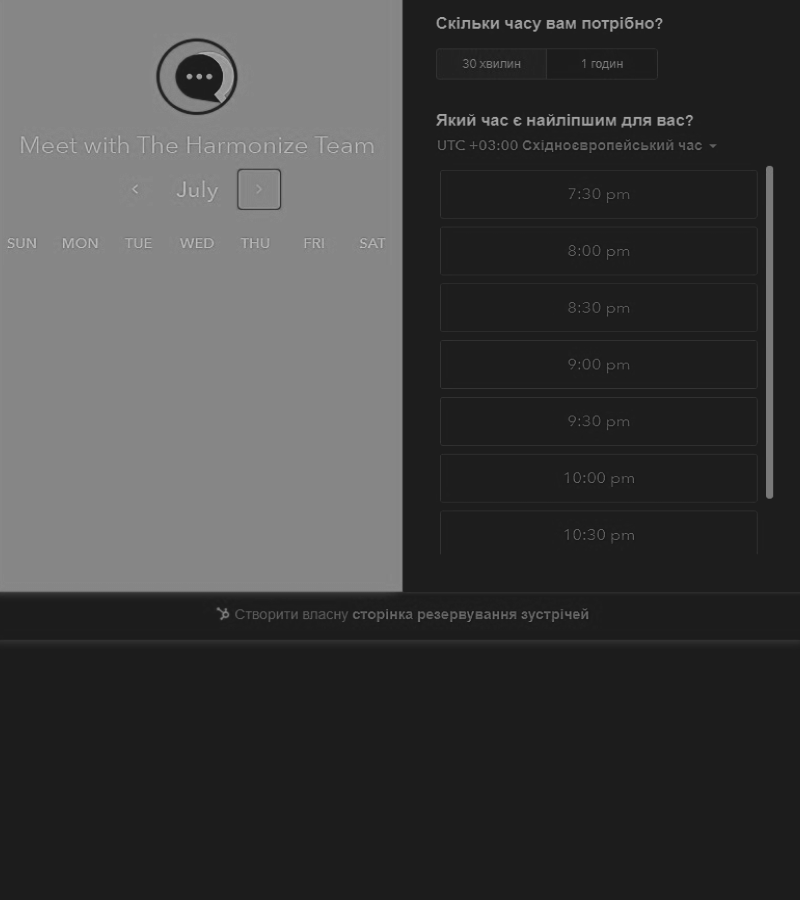 Meet with The Harmonize Team
July
SUN MON TUE WED THU FRI SAT
Скільки часу вам потрібно?
30 хвилин 1 годин
Який час є найліпшим для вас?
UTC +03:00 Східноєвропейський час
7:30 pm
8:00 pm
8:30 pm
9:00 pm
9:30 pm
10:00 pm
10:30 pm
Створити власну сторінка резервування зустрічей